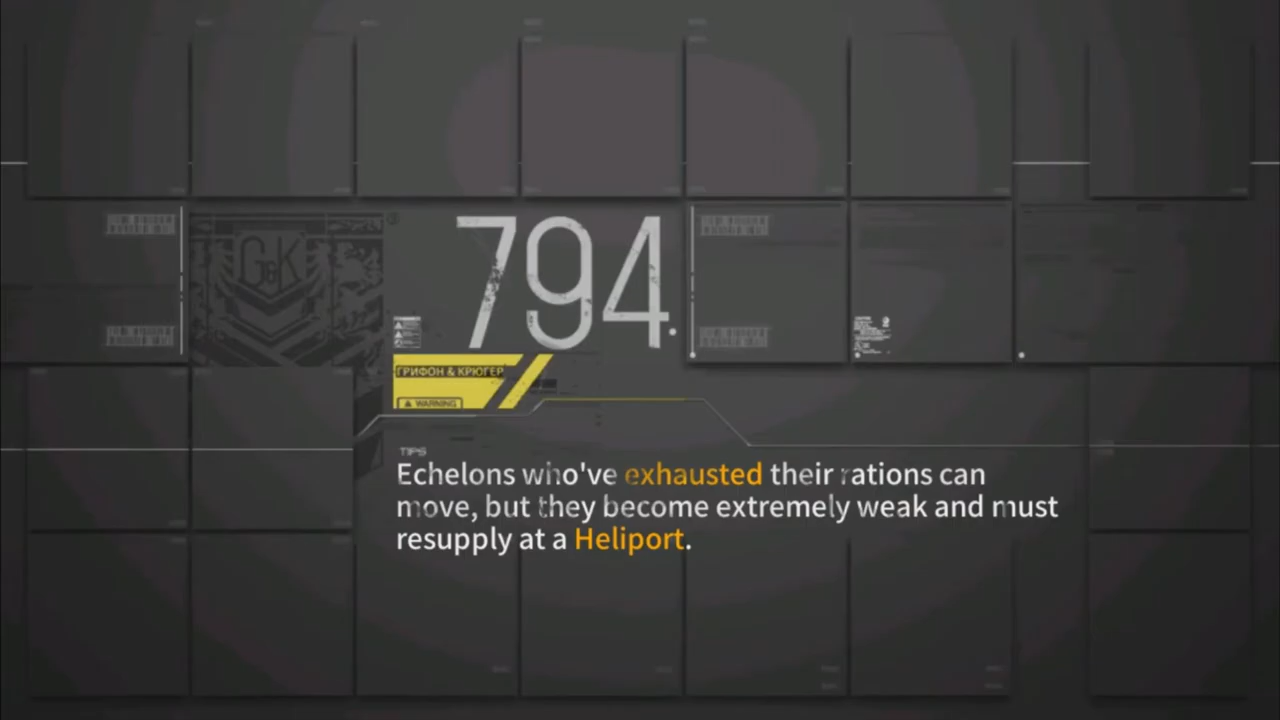 G&K
794.
ГРИФОН & КРЮГЕР
WARNING
TIPS
Echelons who've exhausted their rations can
move, but they become extremely weak and must
resupply at a Heliport.